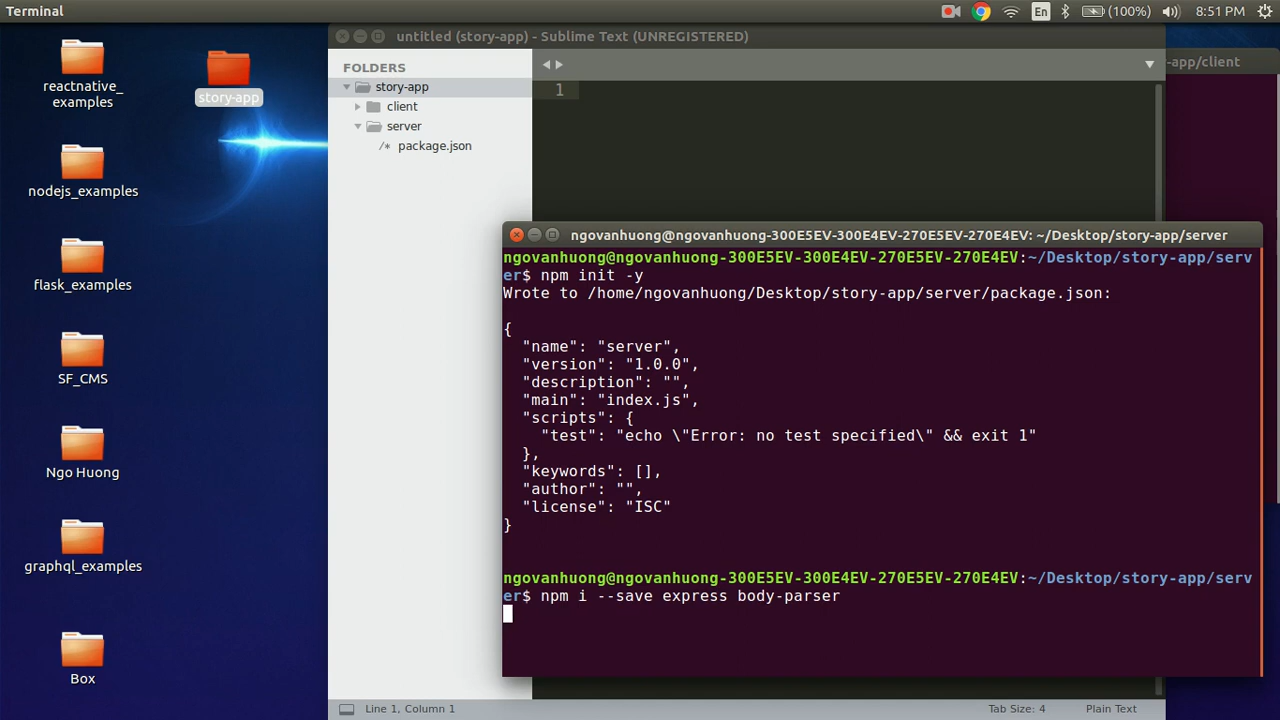 Terminal
En
(100%)
8:51 PM
reactnative_
examples
story-app
nodejs_examples
flask_examples
SF_CMS
Ngo Huong
graphql_examples
Box
untitled (story-app) - Sublime Text (UNREGISTERED)
FOLDERS
story-app
client
server
/* package.json
1
-app/client
ngovanhuong@ngovanhuong-300E5EV-300E4EV-270E5EV-270E4EV: ~/Desktop/story-app/server
ngovanhuong@ngovanhuong-300E5EV-300E4EV-270E5EV-270E4EV:~/Desktop/story-app/serv
er$ npm init -y
Wrote to /home/ngovanhuong/Desktop/story-app/server/package.json:
{
"name": "server",
"version": "1.0.0",
"description": "",
"main": "index.js",
"scripts": {
"test": "echo \"Error: no test specified\" && exit 1"
},
"keywords": [],
"author": "",
"license": "ISC"
}
ngovanhuong@ngovanhuong-300E5EV-300E4EV-270E5EV-270E4EV:~/Desktop/story-app/serv
er$ npm i --save express body-parser
Line 1, Column 1
Tab Size: 4
Plain Text